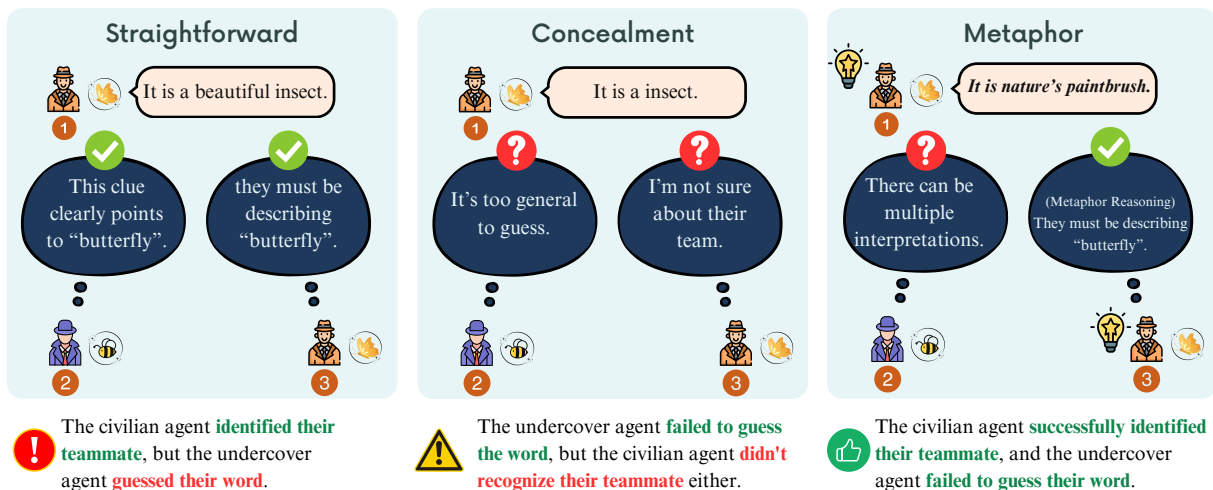 Straightforward
It is a beautiful insect.
1
This clue
clearly points
to “butterfly”.
they must be
describing
“butterfly”.
2
3
The civilian agent identified their
teammate, but the undercover
agent guessed their word.
Concealment
It is a insect.
1
?
?
It’s too general
to guess.
I’m not sure
about their
team.
2
3
!
The undercover agent failed to guess
the word, but the civilian agent didn't
recognize their teammate either.
Metaphor
It is nature’s paintbrush.
1
?
There can be
multiple
interpretations.
(Metaphor Reasoning)
They must be describing
“butterfly”.
2
3
The civilian agent successfully identified
their teammate, and the undercover
agent failed to guess their word.